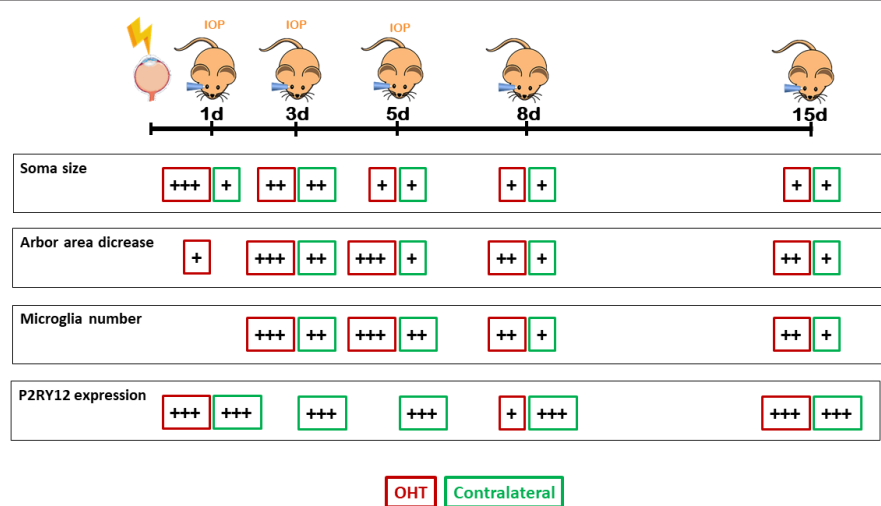 IOP IOP IOP
1d 3d 5d 8d 15d
Soma size
+++ + ++ ++ + + + + + +
Arbor area dicrease
+ +++ ++ +++ + ++ + ++ +
Microglia number
+++ ++ +++ ++ ++ + ++ +
P2RY12 expression
+++ +++ +++ +++ + +++ +++ +++
OHT Contralateral